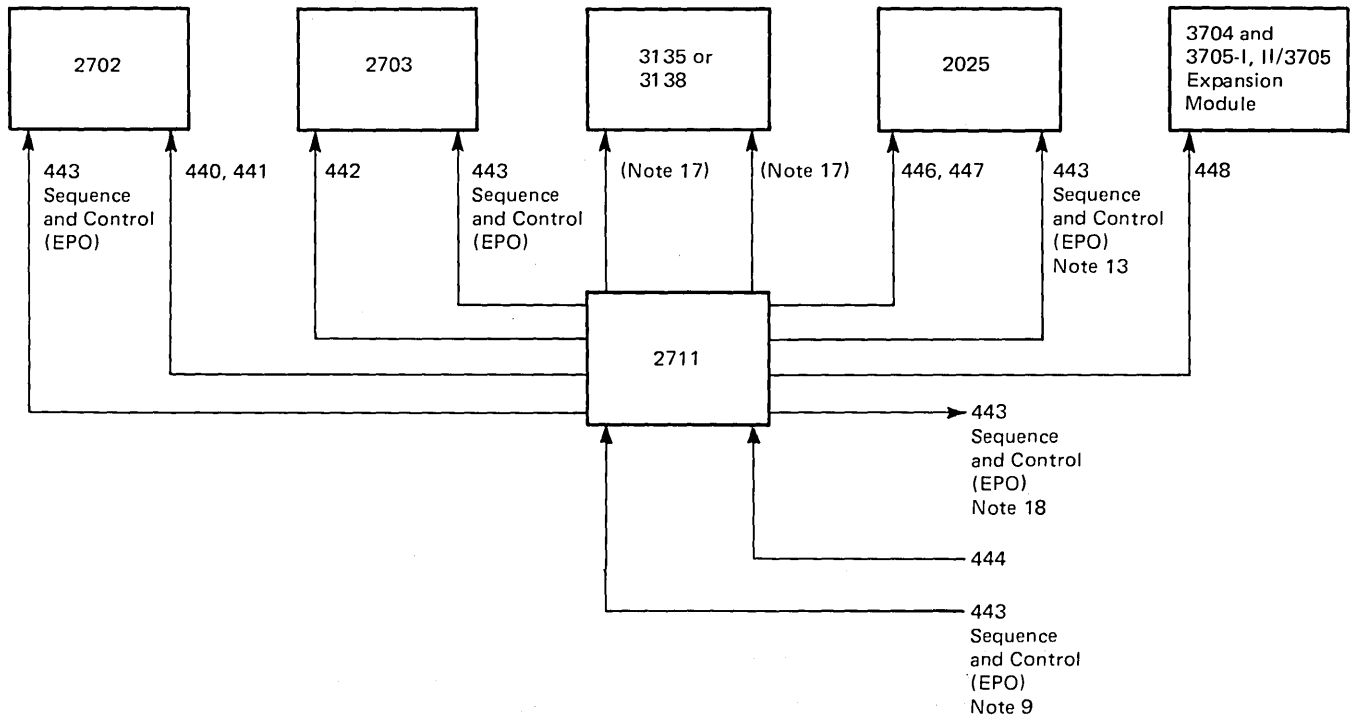 2702
2703
3135 or
3138
2025
3704 and
3705-I, II/3705
Expansion
Module
443
Sequence
and Control
(EPO)
440, 441
442
443
Sequence
and Control
(EPO)
(Note 17)
(Note 17)
446, 447
443
Sequence
and Control
(EPO)
Note 13
448
2711
443
Sequence
and Control
(EPO)
Note 18
444
443
Sequence
and Control
(EPO)
Note 9